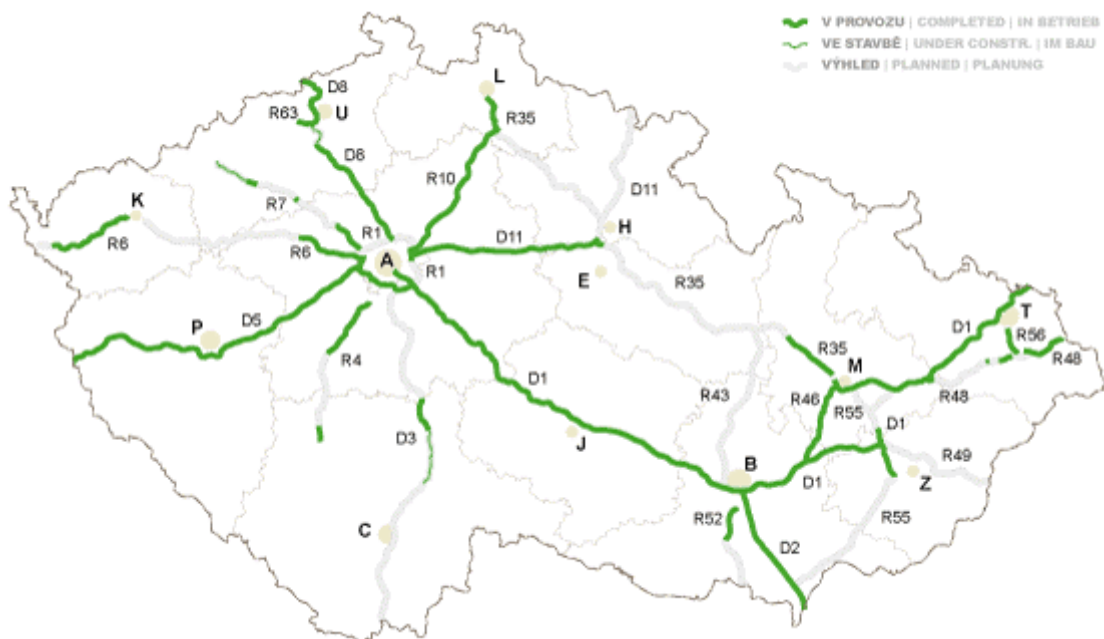 V PROVOZU | COMPLETED | IN BETRIEB
VE STAVBĚ | UNDER CONSTR. | IM BAU
VÝHLED | PLANNED | PLANUNG
D8
L
R63
U
R35
D8
R10
D11
R7
K
R6
R1
H
R6
D11
A
R1
E
R35
T
D1
P
D5
R56
R35
R48
R4
M
D1
R43
R46
R55
R48
D3
J
D1
R49
B
D1
Z
R52
R55
C
D2